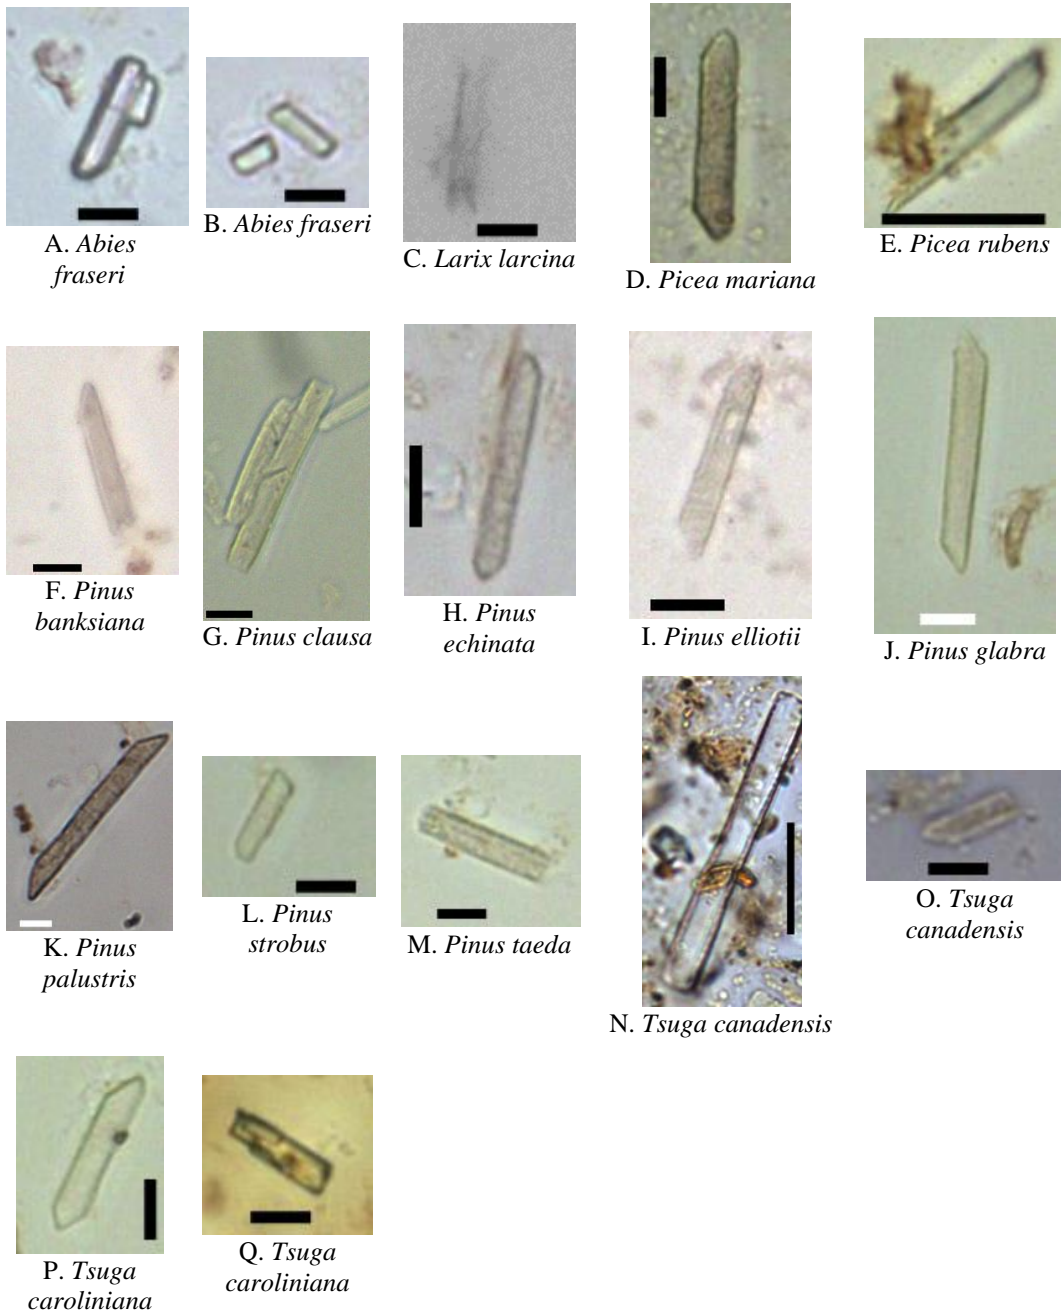 A. Abies
fraseri
B. Abies fraseri
C. Larix larcina
D. Picea mariana
E. Picea rubens
F. Pinus
banksiana
G. Pinus clausa
H. Pinus
echinata
I. Pinus elliotii
J. Pinus glabra
K. Pinus
palustris
L. Pinus
strobus
M. Pinus taeda
N. Tsuga canadensis
O. Tsuga
canadensis
P. Tsuga
caroliniana
Q. Tsuga
caroliniana